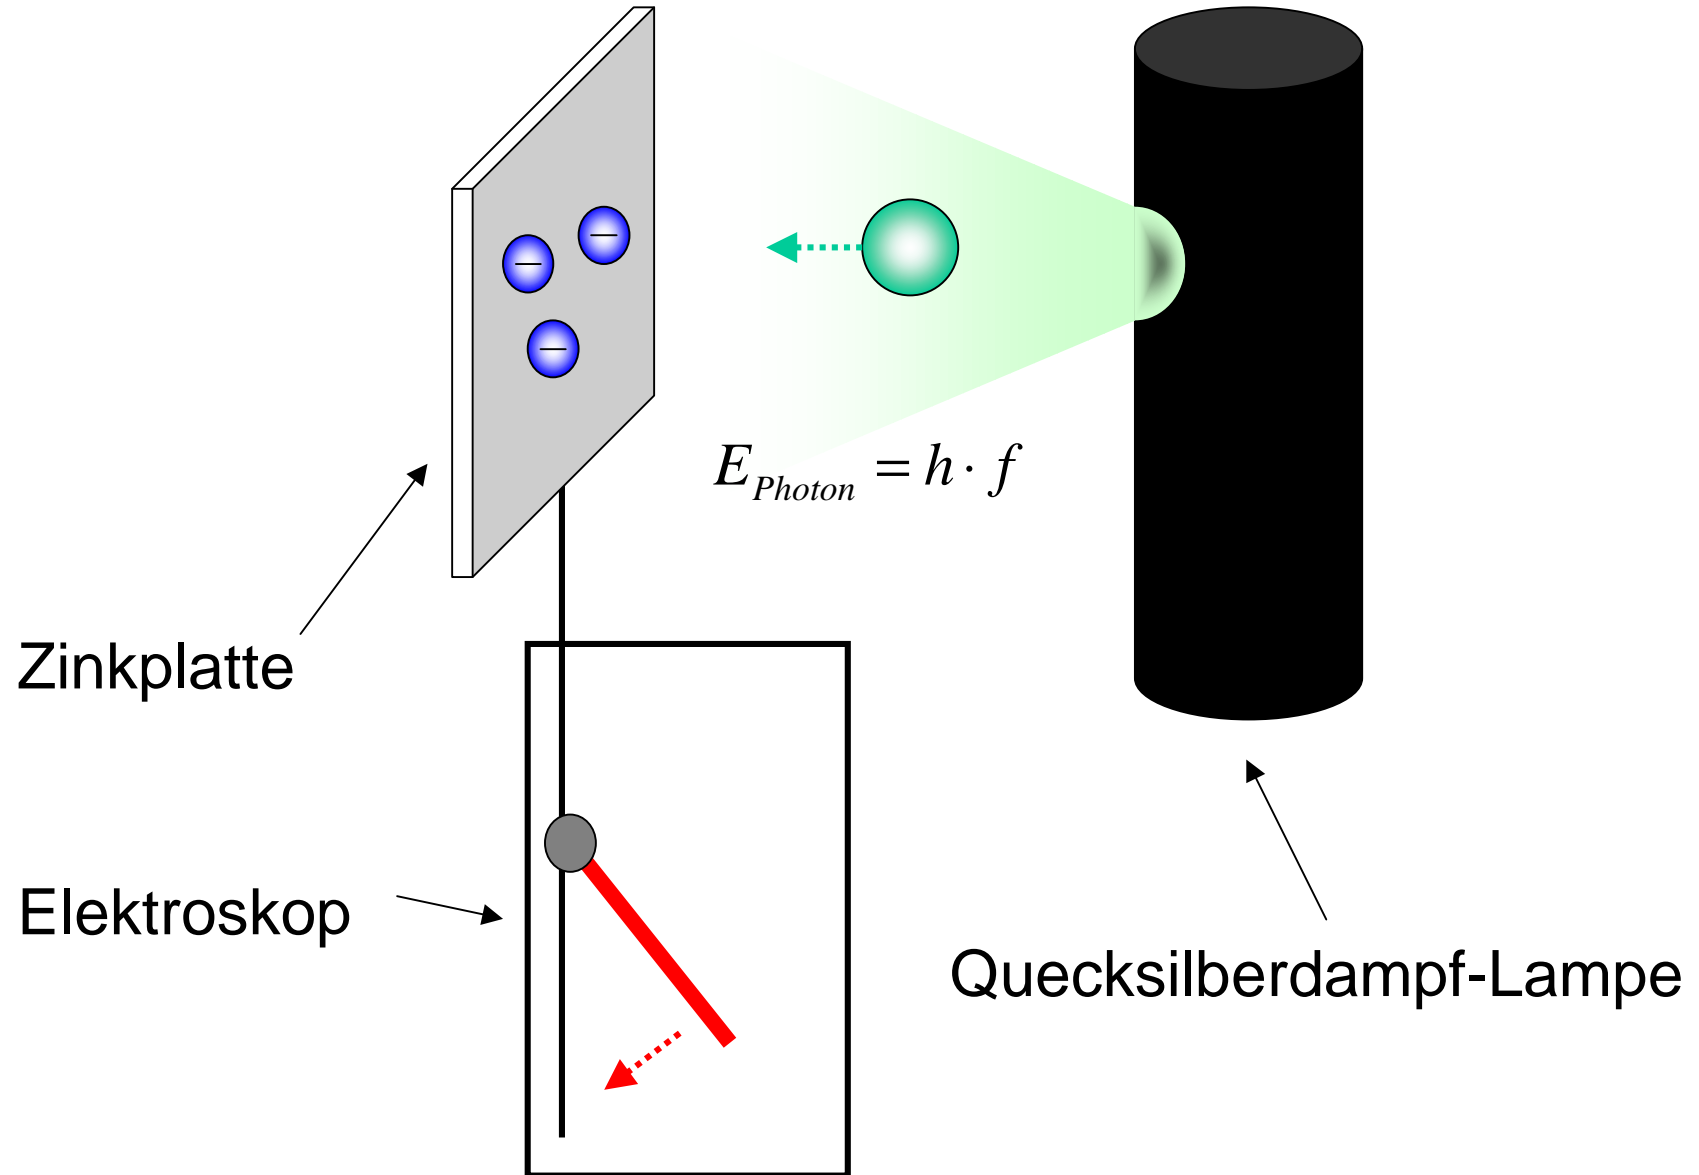 E_Photon = h · f
Zinkplatte
Elektroskop
Quecksilberdampf-Lampe